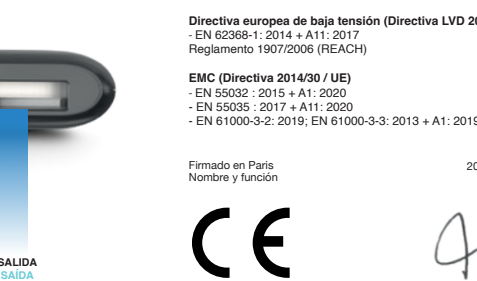 Directiva europea de baja tensión (Directiva LVD
- EN 62368-1: 2014 + A11: 2017
Reglamento 1907/2006 (REACH)
EMC (Directiva 2014/30 / UE)
- EN 55032 : 2015 + A1: 2020
- EN 55035 : 2017 + A11: 2020
- EN 61000-3-2: 2019; EN 61000-3-3: 2013 + A1: 2019
Firmado en Paris
Nombre y función
CE
SALIDA
SAÍDA